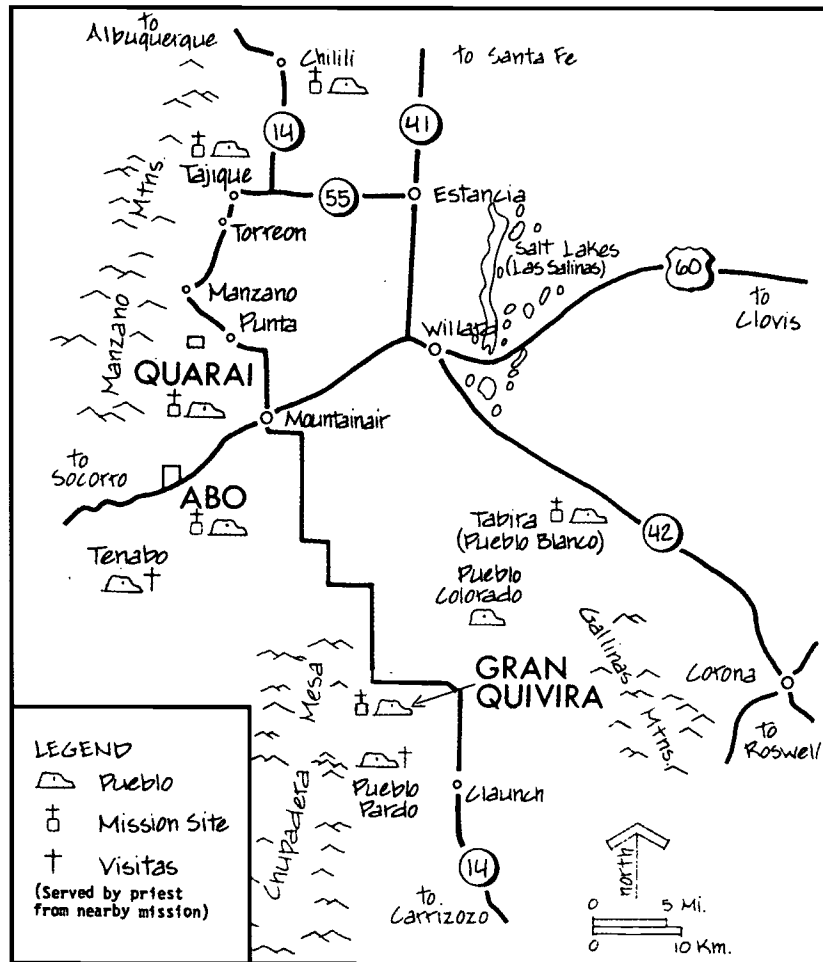 to
Albuquerque
Chilili
to Santa Fe
14
41
Tajique
55
Estancia
Torreon
Salt Lakes
(Las Salinas)
60
to
Clovis
Manzano
Punta
Willard
Manzano Mtns.
QUARAI
Mountainair
to
Socorro
ABO
Tenabo
Tabira
(Pueblo Blanco)
42
Pueblo
Colorado
Gallinas Mtns.
GRAN
QUIVIRA
Corona
to
Roswell
Chupadera Mesa
Pueblo
Pardo
Claunch
14
to
Carrizozo
LEGEND
Pueblo
Mission Site
Visitas
(Served by priest
from nearby mission)
north
0 5 Mi.
0 10 Km.